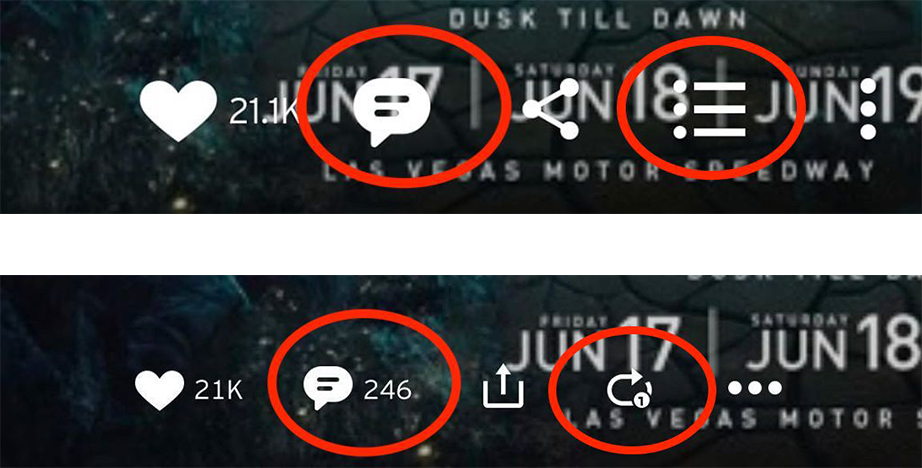 DUSK TILL DAWN
FRIDAY SATURDAY SUNDAY
21.1K JUN 17 JUN 18 JUN 19
LAS VEGAS MOTOR SPEEDWAY
FRIDAY SATURDAY
JUN 17 JUN 18
21K 246 1
LAS VEGAS MOTOR